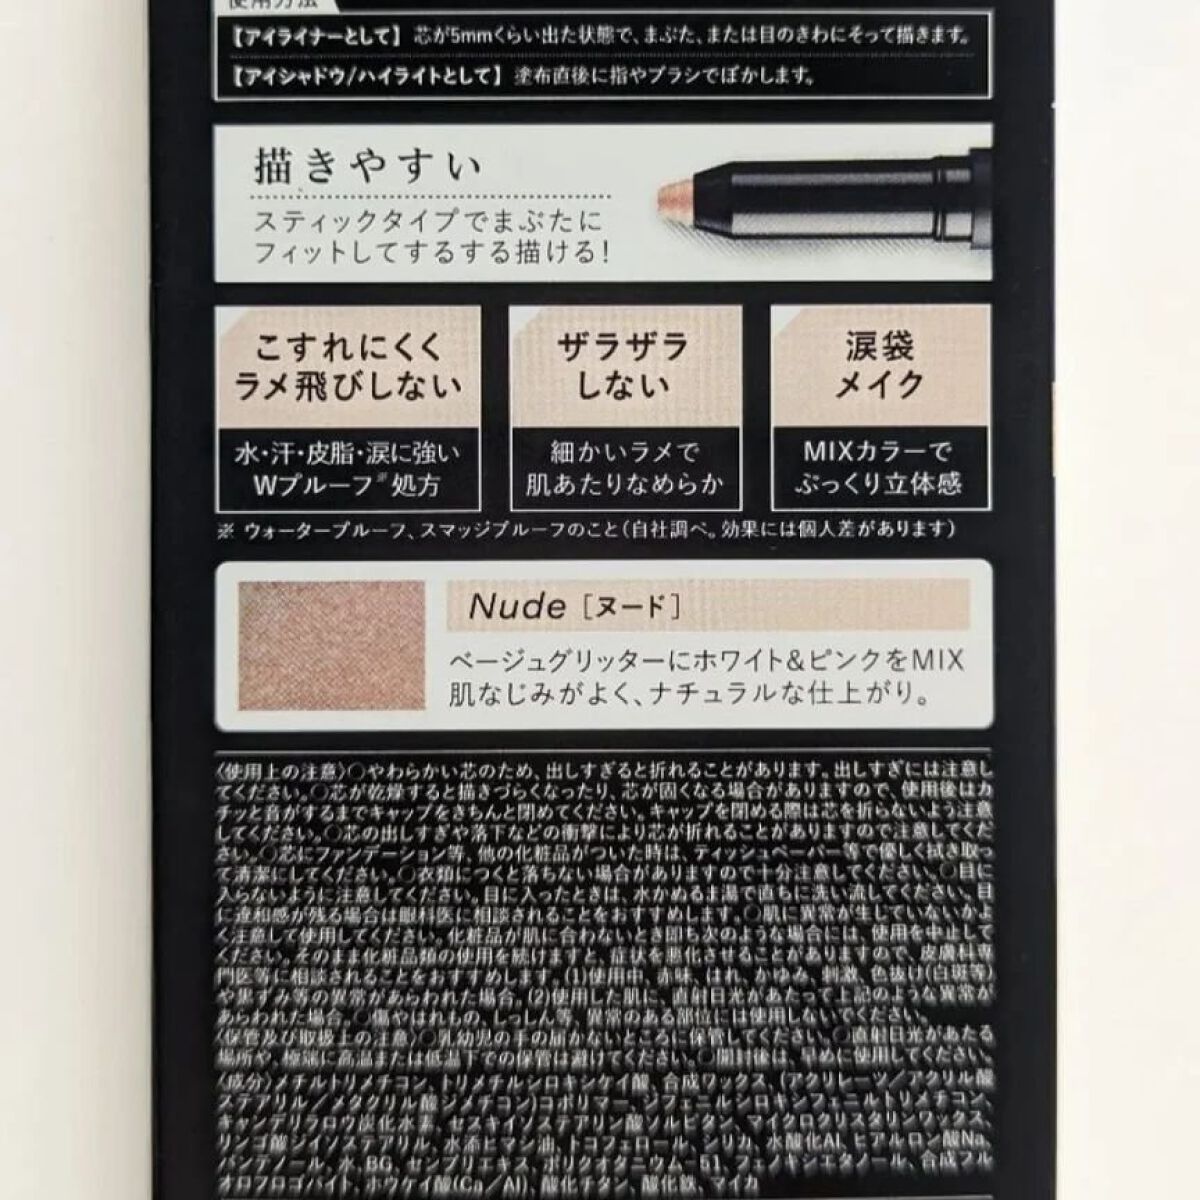 使用方法
【アイライナーとして】芯が5mmくらい出た状態で、まぶた、または目のきわにそって描きます。
【アイシャドウ/ハイライトとして】塗布直後に指やブラシでぼかします。
描きやすい
スティックタイプでまぶたに
フィットしてするする描ける!
こすれにくく
ラメ飛びしない
水・汗・皮脂・涙に強い
Wプルーフ※処方
ザラザラ
しない
細かいラメで
肌あたりなめらか
涙袋
メイク
MIXカラーで
ぷっくり立体感
※ ウォータープルーフ、スマッジプルーフのこと(自社調べ。効果には個人差があります)
Nude [ヌード]
ベージュグリッターにホワイト&ピンクをMIX
肌なじみがよく、ナチュラルな仕上がり。
〈使用上の注意〉○やわらかい芯のため、出しすぎると折れることがあります。出しすぎには注意し
てください。○芯が乾燥すると描きづらくなったり、芯が固くなる場合がありますので、使用後はカ
チッと音がするまでキャップをきちんと閉めてください。キャップを閉める際は芯を折らないよう注意
してください。○芯の出しすぎや落下などの衝撃により芯が折れることがありますので注意してくだ
さい。○芯にファンデーション等、他の化粧品がついた時は、ティッシュペーパー等で優しく拭き取っ
て清潔にしてください。○衣類につくと落ちない場合がありますので十分注意してください。○目に
入らないように注意してください。目に入ったときは、水かぬるま湯で直ちに洗い流してください。目
に違和感が残る場合は眼科医に相談されることをおすすめします。○肌に異常が生じていないかよ
く注意して使用してください。化粧品が肌に合わないとき即ち次のような場合には、使用を中止して
ください。そのまま化粧品類の使用を続けますと、症状を悪化させることがありますので、皮膚科専
門医等に相談されることをおすすめします。(1)使用中、赤味、はれ、かゆみ、刺激、色抜け(白斑等)
や黒ずみ等の異常があらわれた場合。(2)使用した肌に、直射日光があたって上記のような異常が
あらわれた場合。○傷やはれもの、しっしん等、異常のある部位には使用しないでください。
〈保管及び取扱上の注意〉○乳幼児の手の届かないところに保管してください。○直射日光があたる
場所や、極端に高温または低温下での保管は避けてください。○開封後は、早めに使用してください。
〈成分〉メチルトリメチコン、トリメチルシロキシケイ酸、合成ワックス、(アクリレーツ/アクリル酸
ステアリル/メタクリル酸ジメチコン)コポリマー、ジフェニルシロキシフェニルトリメチコン、
キャンデリラロウ炭化水素、セスキイソステアリン酸ソルビタン、マイクロクリスタリンワックス、
リンゴ酸ジイソステアリル、水添ヒマシ油、トコフェロール、シリカ、水酸化Al、ヒアルロン酸Na、
パンテノール、水、BG、センブリエキス、ポリクオタニウム-51、フェノキシエタノール、合成フル
オロフロゴパイト、ホウケイ酸(Ca/Al)、酸化チタン、酸化鉄、マイカ